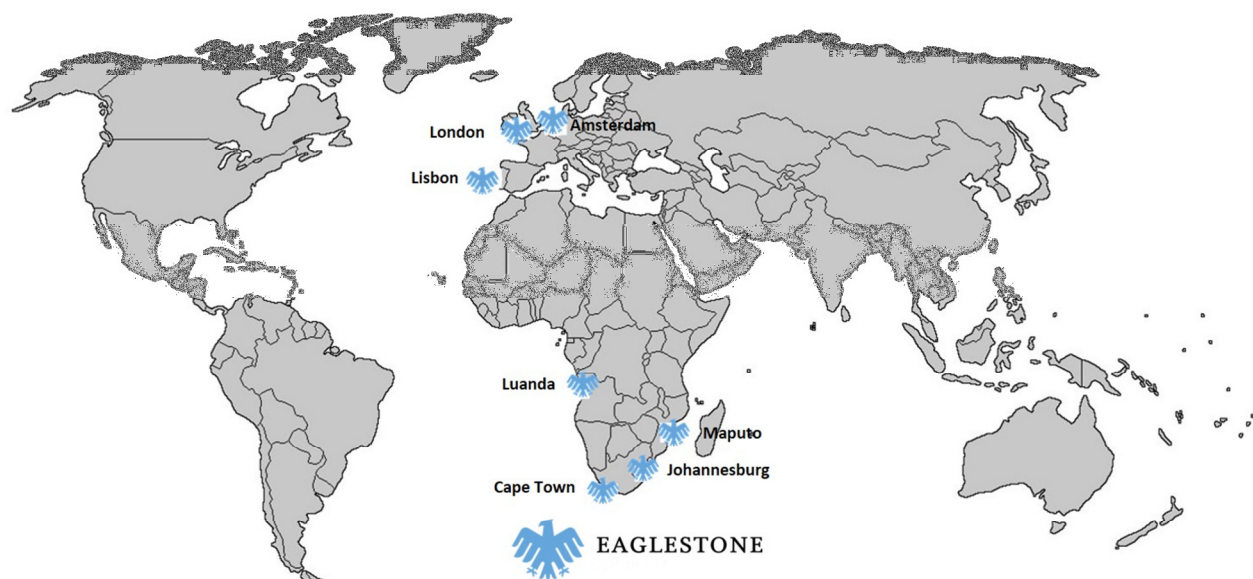 London
Amsterdam
Lisbon
Luanda
Maputo
Johannesburg
Cape Town
EAGLESTONE